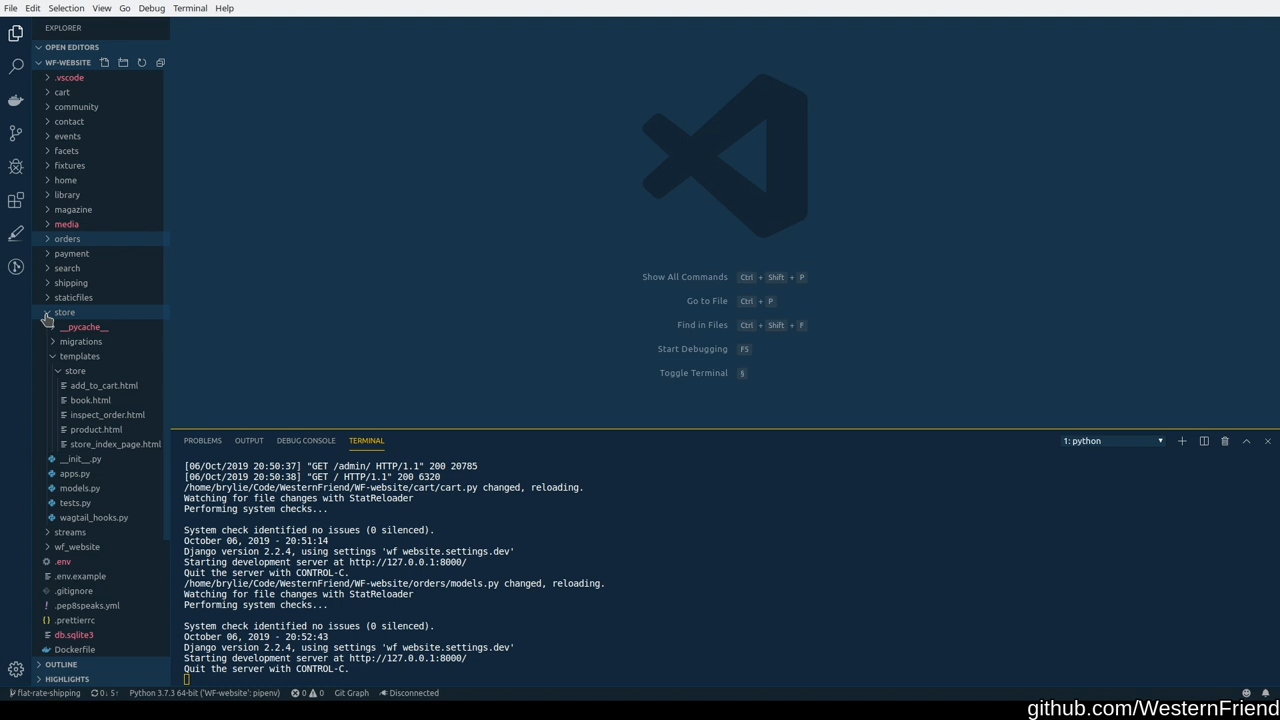 File Edit Selection View Go Debug Terminal Help
EXPLORER
OPEN EDITORS
WF-WEBSITE
.vscode
cart
community
contact
events
facets
fixtures
home
library
magazine
media
orders
payment
search
shipping
staticfiles
store
__pycache__
migrations
templates
store
add_to_cart.html
book.html
inspect_order.html
product.html
store_index_page.html
__init__.py
apps.py
models.py
tests.py
wagtail_hooks.py
streams
wf_website
.env
.env.example
.gitignore
.pep8speaks.yml
.prettierrc
db.sqlite3
Dockerfile
OUTLINE
HIGHLIGHTS
Show All Commands Ctrl + Shift + P
Go to File Ctrl + P
Find in Files Ctrl + Shift + F
Start Debugging F5
Toggle Terminal §
PROBLEMS OUTPUT DEBUG CONSOLE TERMINAL 1: python
[06/Oct/2019 20:50:37] "GET /admin/ HTTP/1.1" 200 20785
[06/Oct/2019 20:50:38] "GET / HTTP/1.1" 200 6320
/home/brylie/Code/WesternFriend/WF-website/cart/cart.py changed, reloading.
Watching for file changes with StatReloader
Performing system checks...
System check identified no issues (0 silenced).
October 06, 2019 - 20:51:14
Django version 2.2.4, using settings 'wf_website.settings.dev'
Starting development server at http://127.0.0.1:8000/
Quit the server with CONTROL-C.
/home/brylie/Code/WesternFriend/WF-website/orders/models.py changed, reloading.
Watching for file changes with StatReloader
Performing system checks...
System check identified no issues (0 silenced).
October 06, 2019 - 20:52:43
Django version 2.2.4, using settings 'wf_website.settings.dev'
Starting development server at http://127.0.0.1:8000/
Quit the server with CONTROL-C.
flat-rate-shipping 0↓ 5↑ Python 3.7.3 64-bit ('WF-website': pipenv) 0 0 Git Graph Disconnected
github.com/WesternFriend